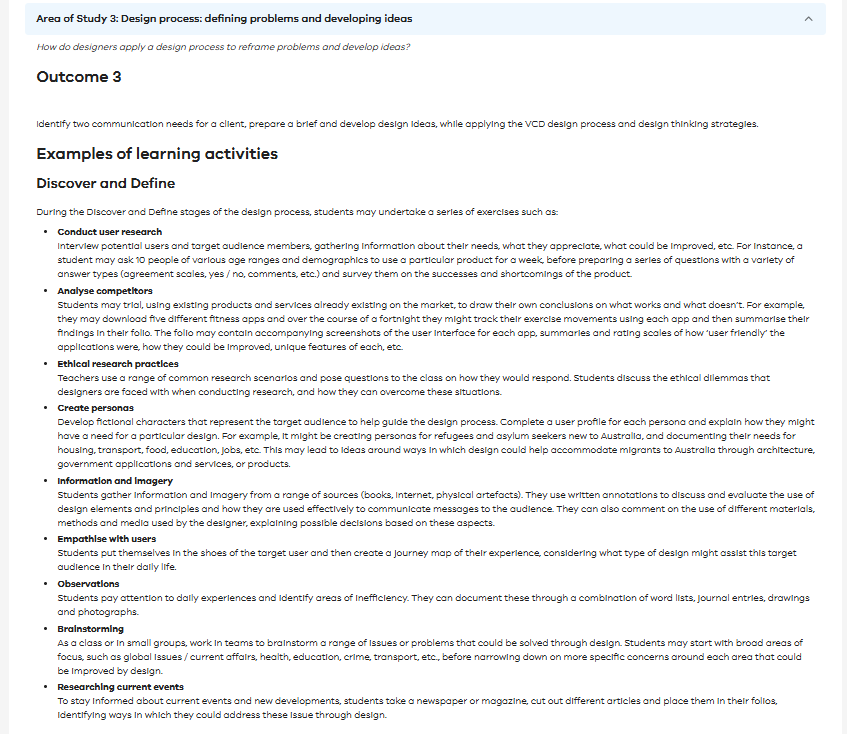 Area of Study 3: Design process: defining problems and developing ideas
How do designers apply a design process to reframe problems and develop ideas?
Outcome 3
Identify two communication needs for a client, prepare a brief and develop design ideas, while applying the VCD design process and design thinking strategies.
Examples of learning activities
Discover and Define
During the Discover and Define stages of the design process, students may undertake a series of exercises such as:
• Conduct user research
Interview potential users and target audience members, gathering information about their needs, what they appreciate, what could be improved, etc. For instance, a
student may ask 10 people of various age ranges and demographics to use a particular product for a week, before preparing a series of questions with a variety of
answer types (agreement scales, yes / no, comments, etc.) and survey them on the successes and shortcomings of the product.
• Analyse competitors
Students may trial, using existing products and services already existing on the market, to draw their own conclusions on what works and what doesn't. For example,
they may download five different fitness apps and over the course of a fortnight they might track their exercise movements using each app and then summarise their
findings in their folio. The folio may contain accompanying screenshots of the user interface for each app, summaries and rating scales of how 'user friendly' the
applications were, how they could be improved, unique features of each, etc.
• Ethical research practices
Teachers use a range of common research scenarios and pose questions to the class on how they would respond. Students discuss the ethical dilemmas that
designers are faced with when conducting research, and how they can overcome these situations.
• Create personas
Develop fictional characters that represent the target audience to help guide the design process. Complete a user profile for each persona and explain how they might
have a need for a particular design. For example, it might be creating personas for refugees and asylum seekers new to Australia, and documenting their needs for
housing, transport, food, education, jobs, etc. This may lead to ideas around ways in which design could help accommodate migrants to Australia through architecture,
government applications and services, or products.
• Information and imagery
Students gather information and imagery from a range of sources (books, internet, physical artefacts). They use written annotations to discuss and evaluate the use of
design elements and principles and how they are used effectively to communicate messages to the audience. They can also comment on the use of different materials,
methods and media used by the designer, explaining possible decisions based on these aspects.
• Empathise with users
Students put themselves in the shoes of the target user and then create a journey map of their experience, considering what type of design might assist this target
audience in their daily life.
• Observations
Students pay attention to daily experiences and identify areas of inefficiency. They can document these through a combination of word lists, journal entries, drawings
and photographs.
• Brainstorming
As a class or in small groups, work in teams to brainstorm a range of issues or problems that could be solved through design. Students may start with broad areas of
focus, such as global issues / current affairs, health, education, crime, transport, etc., before narrowing down on more specific concerns around each area that could
be improved by design.
• Researching current events
To stay informed about current events and new developments, students take a newspaper or magazine, cut out different articles and place them in their folios,
identifying ways in which they could address these issue through design.